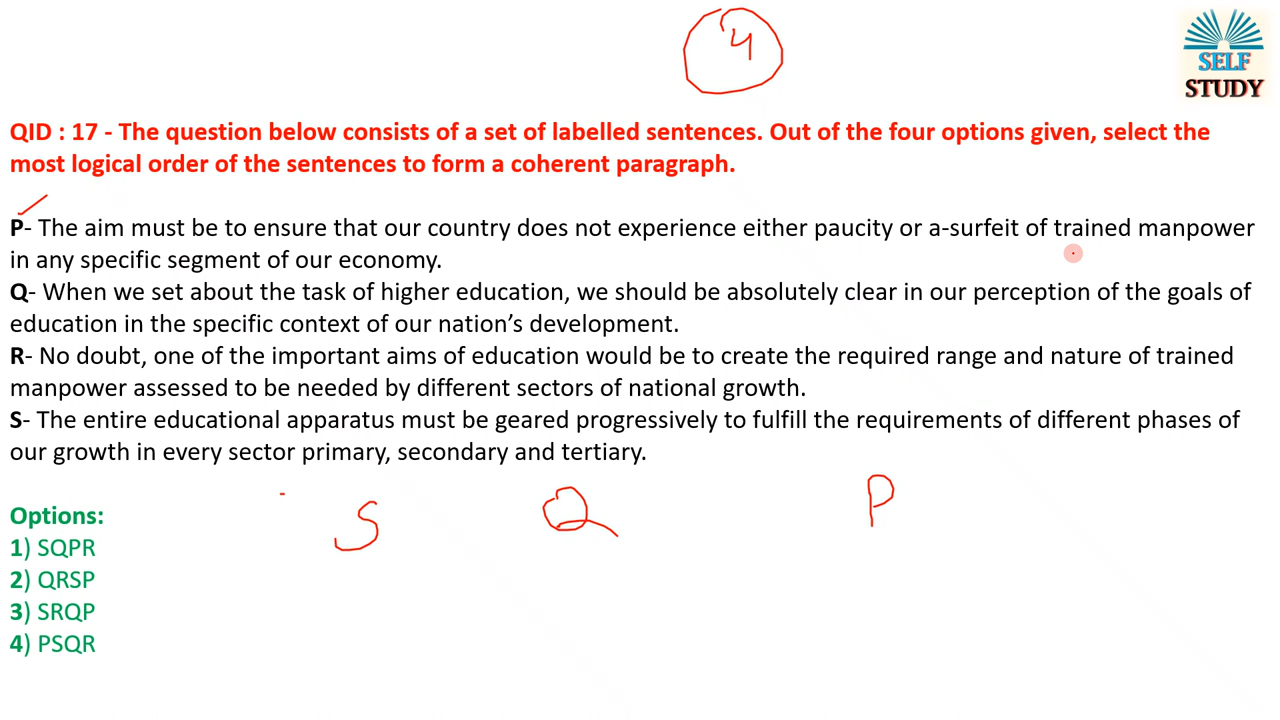 4
SELF
STUDY
QID : 17 - The question below consists of a set of labelled sentences. Out of the four options given, select the
most logical order of the sentences to form a coherent paragraph.
P- The aim must be to ensure that our country does not experience either paucity or a-surfeit of trained manpower
in any specific segment of our economy.
Q- When we set about the task of higher education, we should be absolutely clear in our perception of the goals of
education in the specific context of our nation’s development.
R- No doubt, one of the important aims of education would be to create the required range and nature of trained
manpower assessed to be needed by different sectors of national growth.
S- The entire educational apparatus must be geared progressively to fulfill the requirements of different phases of
our growth in every sector primary, secondary and tertiary.
S Q P
Options:
1) SQPR
2) QRSP
3) SRQP
4) PSQR